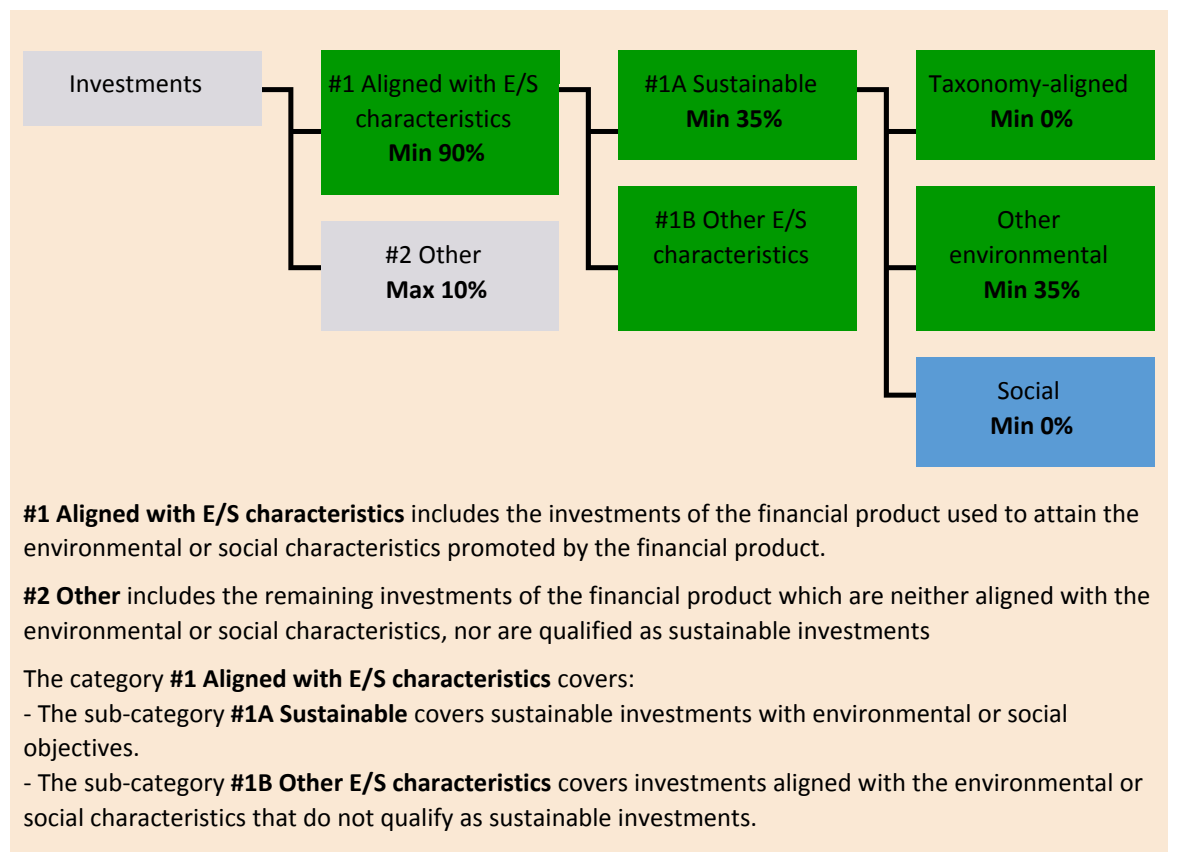 Investments
#1 Aligned with E/S
characteristics
Min 90%
#2 Other
Max 10%
#1A Sustainable
Min 35%
#1B Other E/S
characteristics
Taxonomy-aligned
Min 0%
Other
environmental
Min 35%
Social
Min 0%
#1 Aligned with E/S characteristics includes the investments of the financial product used to attain the
environmental or social characteristics promoted by the financial product.
#2 Other includes the remaining investments of the financial product which are neither aligned with the
environmental or social characteristics, nor are qualified as sustainable investments
The category #1 Aligned with E/S characteristics covers:
- The sub-category #1A Sustainable covers sustainable investments with environmental or social
objectives.
- The sub-category #1B Other E/S characteristics covers investments aligned with the environmental or
social characteristics that do not qualify as sustainable investments.